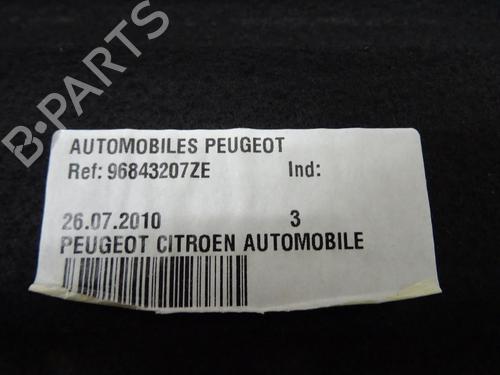 B-PARTS
AUTOMOBILES PEUGEOT
Ref: 96843207ZE Ind:
26.07.2010 3
PEUGEOT CITROEN AUTOMOBILE